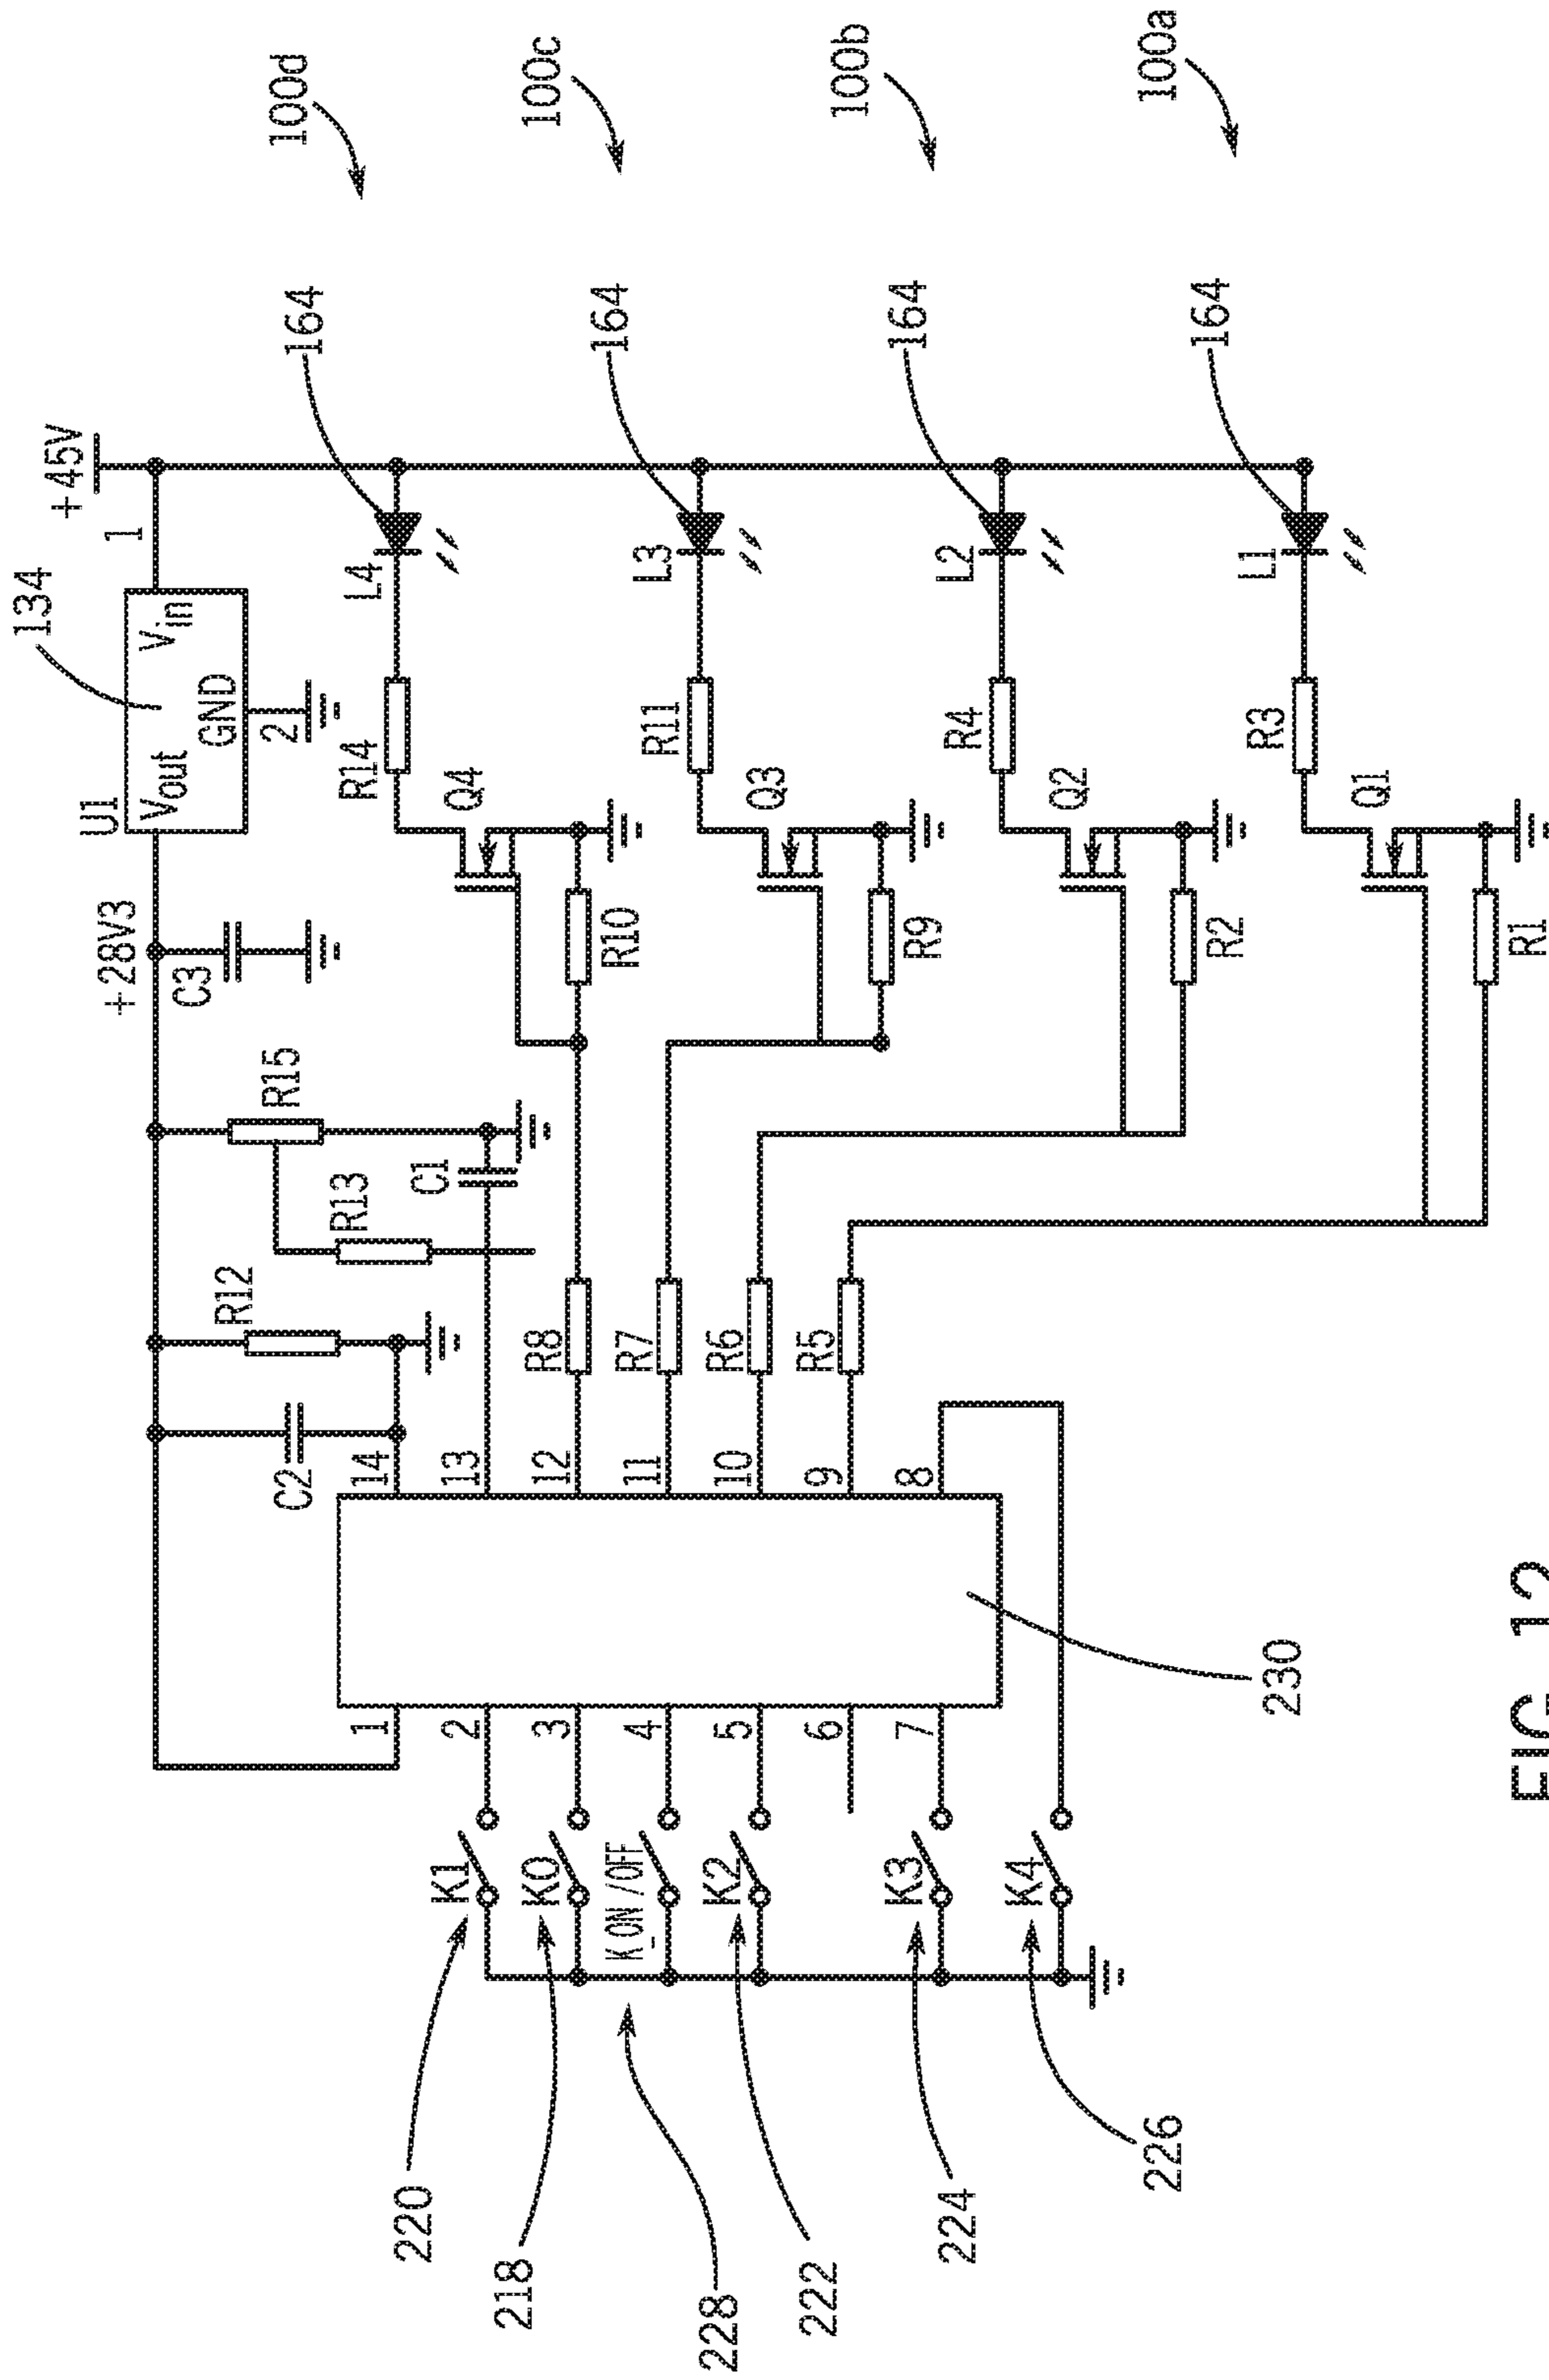 134
U1
Vout
Vin
GND
1
2
+45V
+28V3
C3
R15
R13
C1
R12
C2
100d
100c
100b
100a
164
164
164
164
L4
L3
L2
L1
R14
R11
R4
R3
Q4
Q3
Q2
Q1
R10
R9
R2
R1
R8
R7
R6
R5
14
13
12
11
10
9
8
1
2
3
4
5
6
7
230
K1
K0
K_ON/OFF
K2
K3
K4
220
218
228
222
224
226